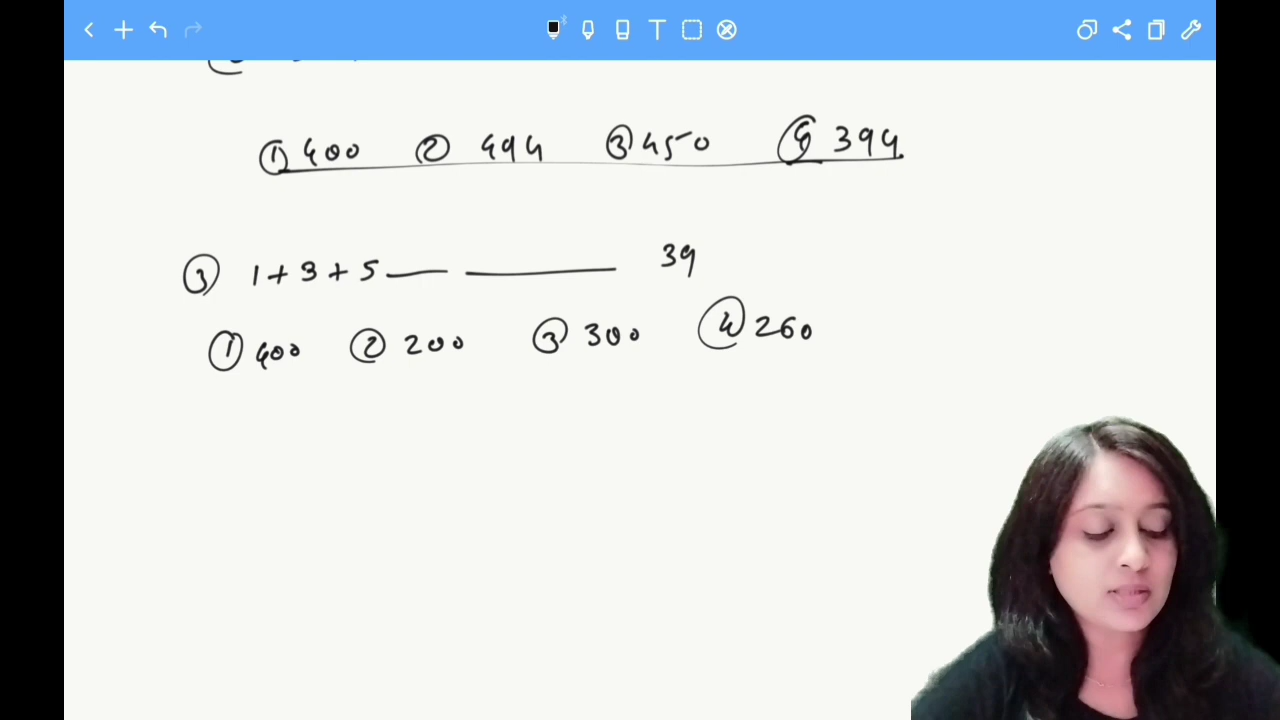 ① 400 ② 494 ③ 450 ④ 394
③ 1 + 3 + 5 —— ———— 39
① 400 ② 200 ③ 300 ④ 260